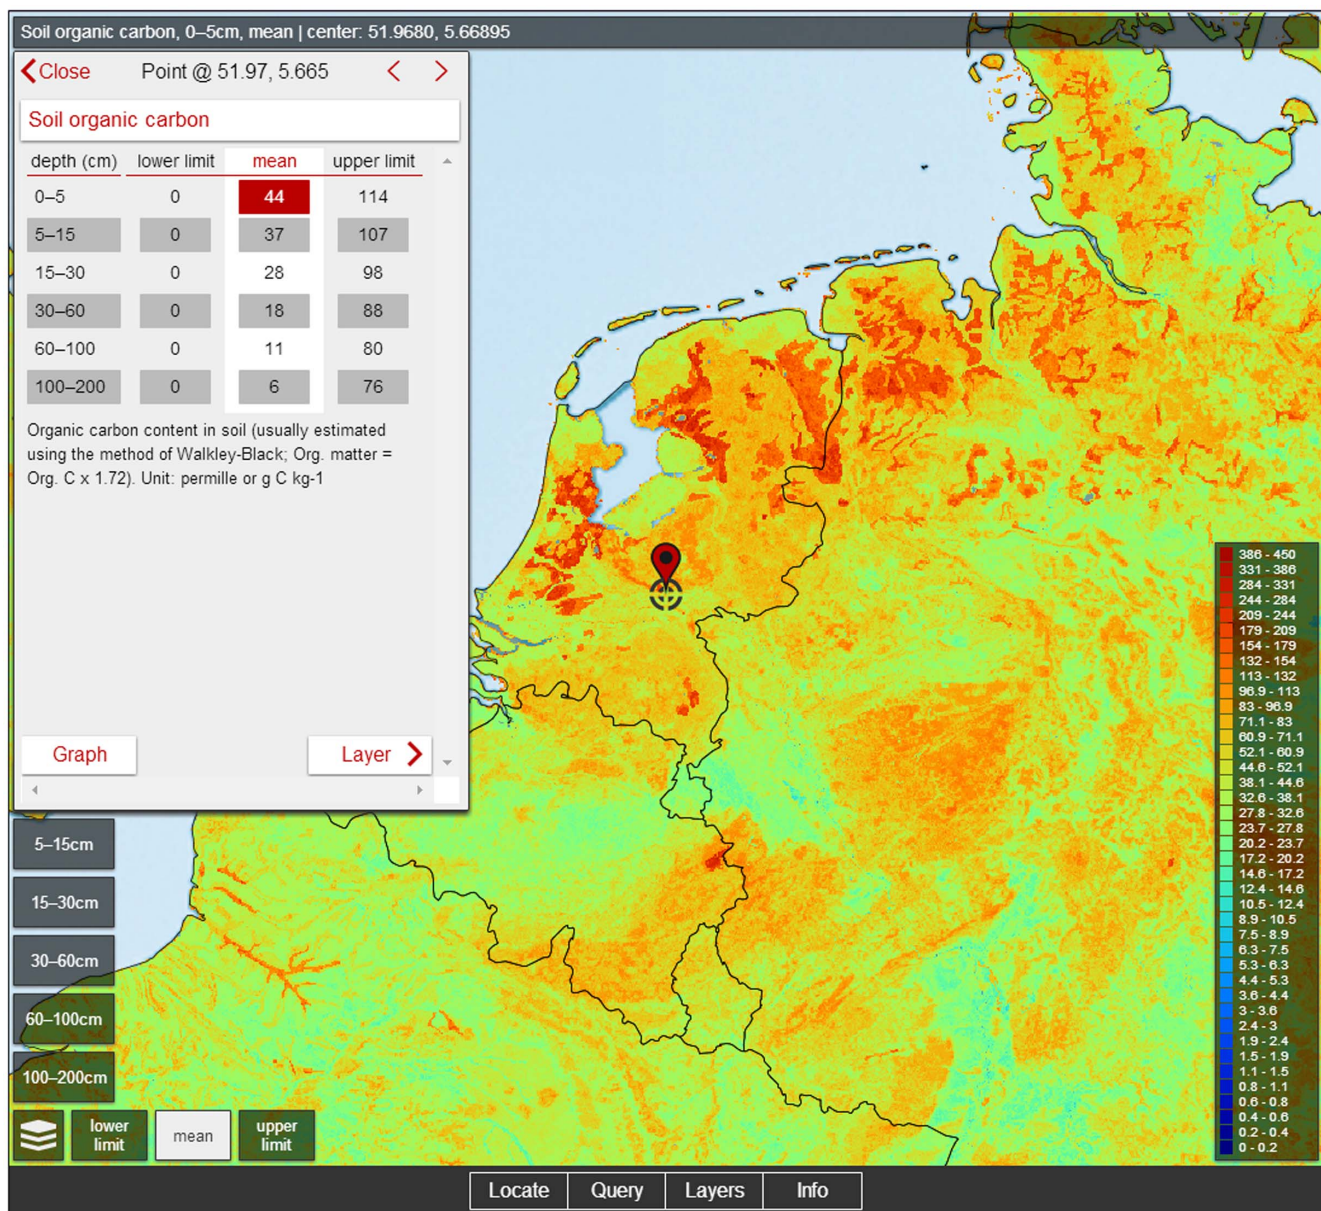 Soil organic carbon, 0–5cm, mean | center: 51.9680, 5.66895
Close Point @ 51.97, 5.665
Soil organic carbon
depth (cm) lower limit mean upper limit
0–5 0 44 114
5–15 0 37 107
15–30 0 28 98
30–60 0 18 88
60–100 0 11 80
100–200 0 6 76
Organic carbon content in soil (usually estimated
using the method of Walkley-Black; Org. matter =
Org. C x 1.72). Unit: permille or g C kg-1
Graph Layer
5–15cm
15–30cm
30–60cm
60–100cm
100–200cm
lower
limit
mean
upper
limit
386 - 450
331 - 386
284 - 331
244 - 284
209 - 244
179 - 209
154 - 179
132 - 154
113 - 132
96.9 - 113
83 - 96.9
71.1 - 83
60.9 - 71.1
52.1 - 60.9
44.6 - 52.1
38.1 - 44.6
32.6 - 38.1
27.8 - 32.6
23.7 - 27.8
20.2 - 23.7
17.2 - 20.2
14.6 - 17.2
12.4 - 14.6
10.5 - 12.4
8.9 - 10.5
7.5 - 8.9
6.3 - 7.5
5.3 - 6.3
4.4 - 5.3
3.6 - 4.4
3 - 3.6
2.4 - 3
1.9 - 2.4
1.5 - 1.9
1.1 - 1.5
0.8 - 1.1
0.6 - 0.8
0.4 - 0.6
0.2 - 0.4
0 - 0.2
Locate Query Layers Info